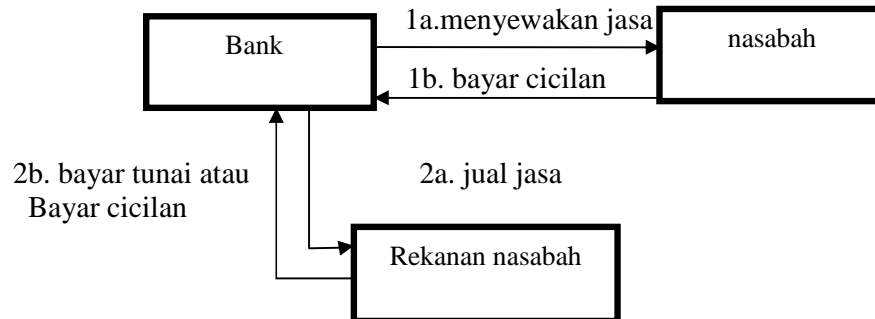 1a.menyewakan jasa
Bank
nasabah
1b. bayar cicilan
2b. bayar tunai atau
Bayar cicilan
2a. jual jasa
Rekanan nasabah